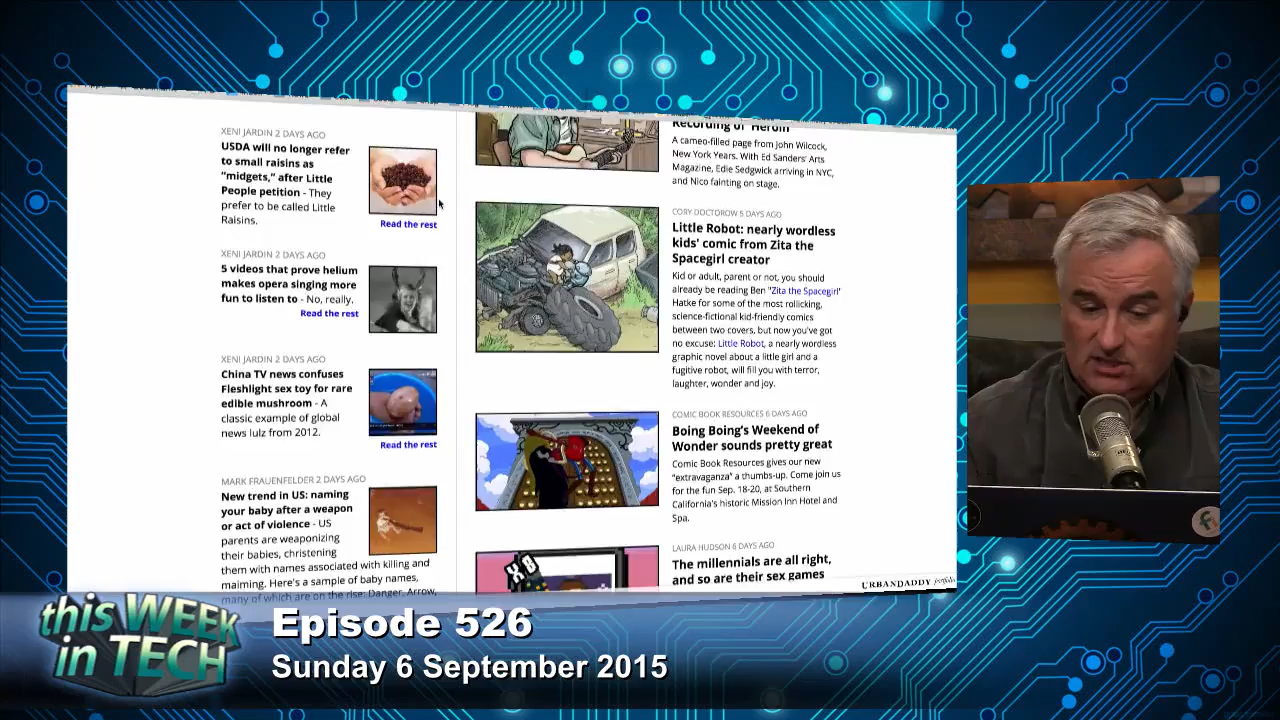 XENI JARDIN 2 DAYS AGO
USDA will no longer refer
to small raisins as
“midgets,” after Little
People petition - They
prefer to be called Little
Raisins.
Read the rest
XENI JARDIN 2 DAYS AGO
5 videos that prove helium
makes opera singing more
fun to listen to - No, really.
Read the rest
XENI JARDIN 2 DAYS AGO
China TV news confuses
Fleshlight sex toy for rare
edible mushroom - A
classic example of global
news lulz from 2012.
Read the rest
MARK FRAUENFELDER 2 DAYS AGO
New trend in US: naming
your baby after a weapon
or act of violence - US
parents are weaponizing
their babies, christening
them with names associated with killing and
maiming. Here's a sample of baby names,
many of which are on the rise: Danger, Arrow,
Recording of 'Heroin'
A cameo-filled page from John Wilcock,
New York Years. With Ed Sanders' Arts
Magazine, Edie Sedgwick arriving in NYC,
and Nico fainting on stage.
CORY DOCTOROW 5 DAYS AGO
Little Robot: nearly wordless
kids' comic from Zita the
Spacegirl creator
Kid or adult, parent or not, you should
already be reading Ben "Zita the Spacegirl"
Hatke for some of the most rollicking,
science-fictional kid-friendly comics
between two covers, but now you've got
no excuse: Little Robot, a nearly wordless
graphic novel about a little girl and a
fugitive robot, will fill you with terror,
laughter, wonder and joy.
COMIC BOOK RESOURCES 6 DAYS AGO
Boing Boing's Weekend of
Wonder sounds pretty great
Comic Book Resources gives our new
"extravaganza" a thumbs-up. Come join us
for the fun Sep. 18-20, at Southern
California's historic Mission Inn Hotel and
Spa.
LAURA HUDSON 6 DAYS AGO
The millennials are all right,
and so are their sex games
URBANDADDY
this WEEK
in TECH
Episode 526
Sunday 6 September 2015